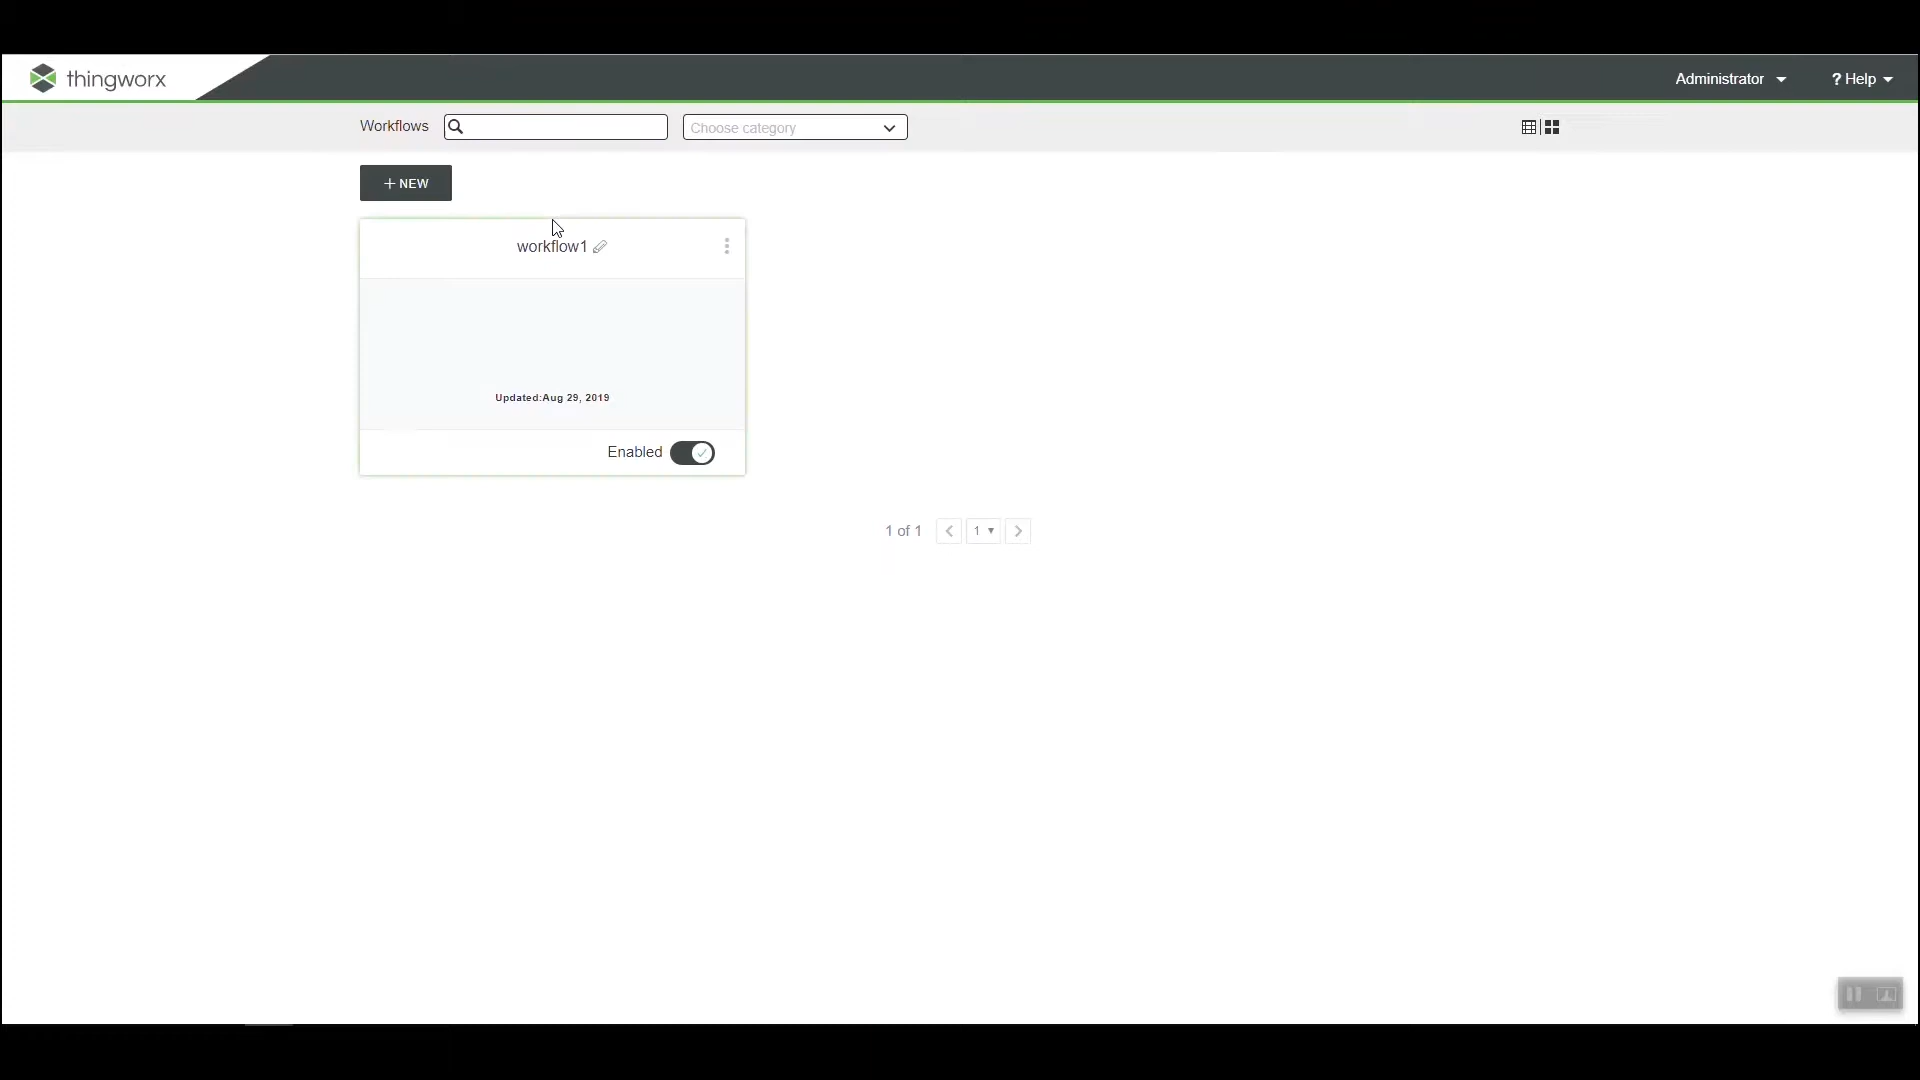 thingworx
Administrator
? Help
Workflows
Choose category
+ NEW
workflow1
Updated:Aug 29, 2019
Enabled
1 of 1
1